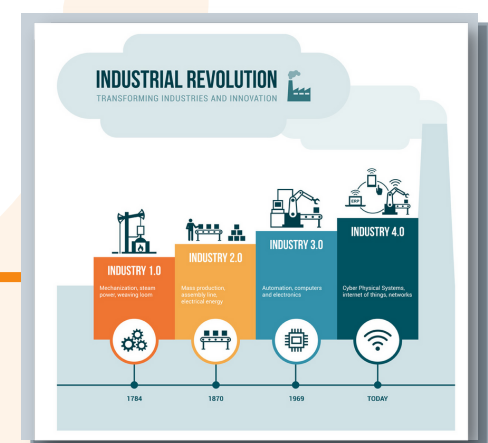 INDUSTRIAL REVOLUTION
TRANSFORMING INDUSTRIES AND INNOVATION
INDUSTRY 1.0
Mechanization, steam
power, weaving loom
INDUSTRY 2.0
Mass production,
assembly line,
electrical energy
INDUSTRY 3.0
Automation, computers
and electronics
INDUSTRY 4.0
Cyber Physical Systems,
internet of things, networks
ERP
1784
1870
1969
TODAY